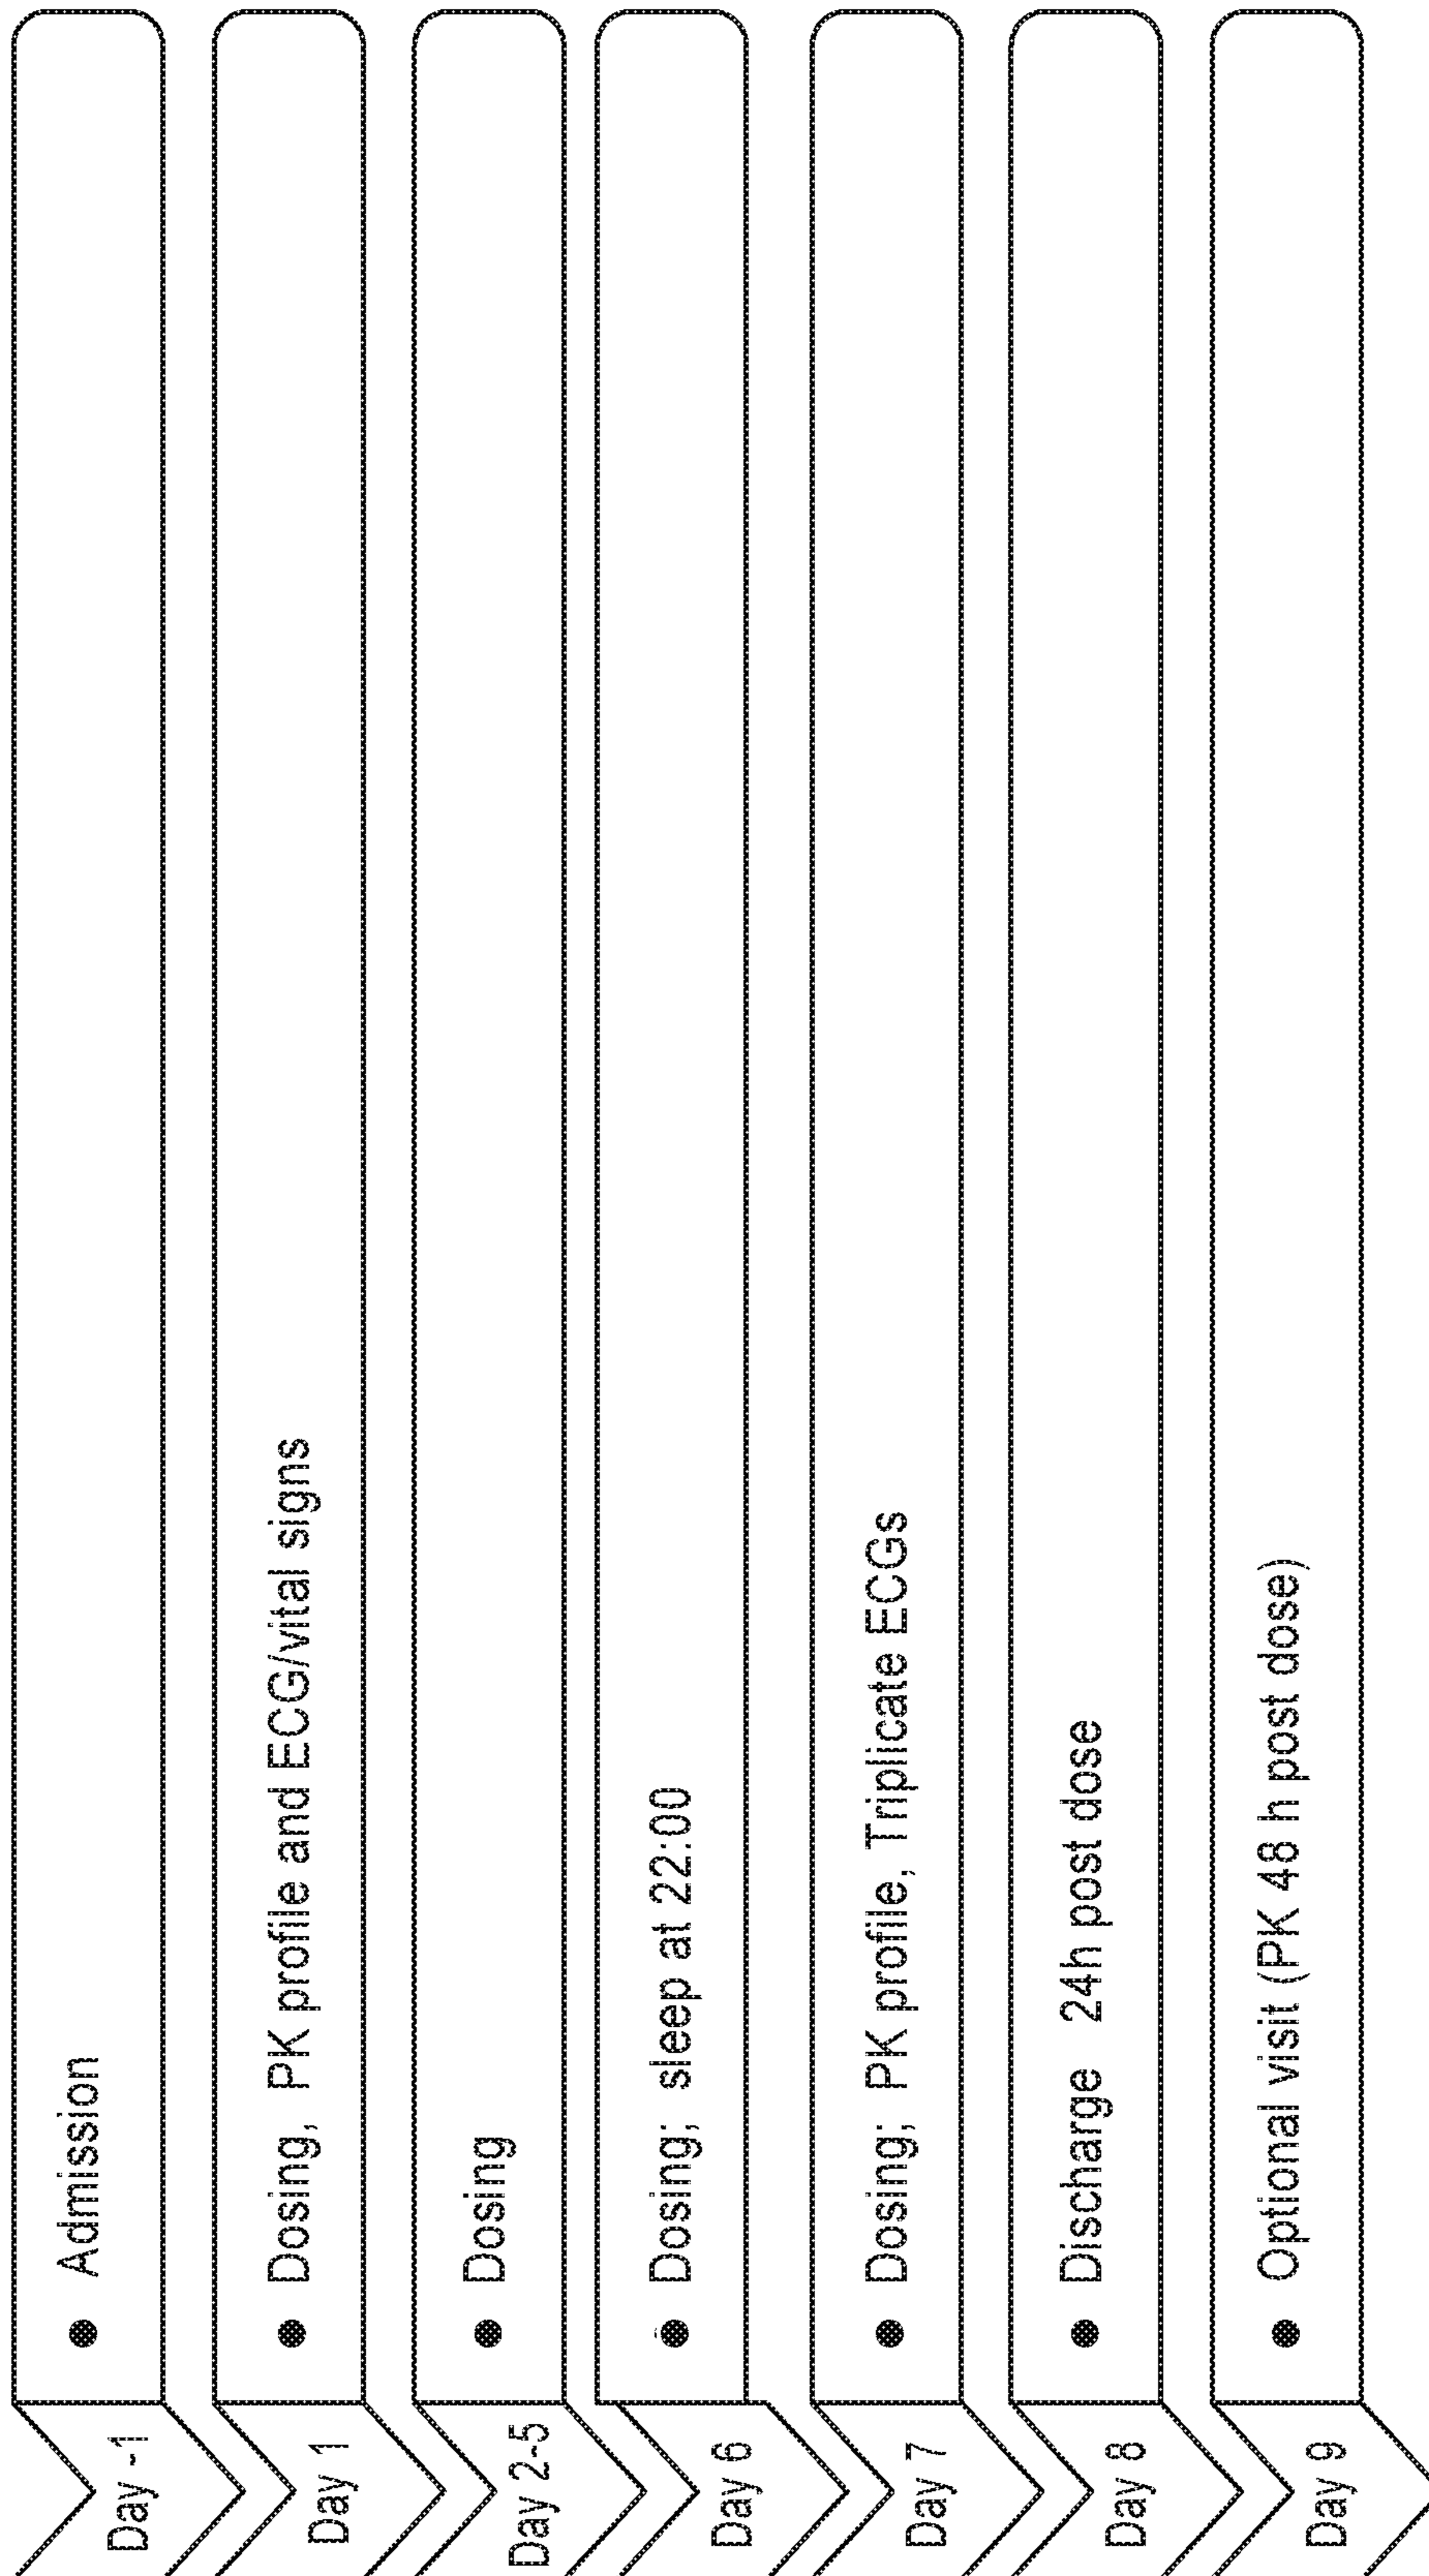 Day -1
● Admission
Day 1
● Dosing, PK profile and ECG/vital signs
Day 2-5
● Dosing
Day 6
● Dosing; sleep at 22:00
Day 7
● Dosing; PK profile, Triplicate ECGs
Day 8
● Discharge 24h post dose
Day 9
● Optional visit (PK 48 h post dose)